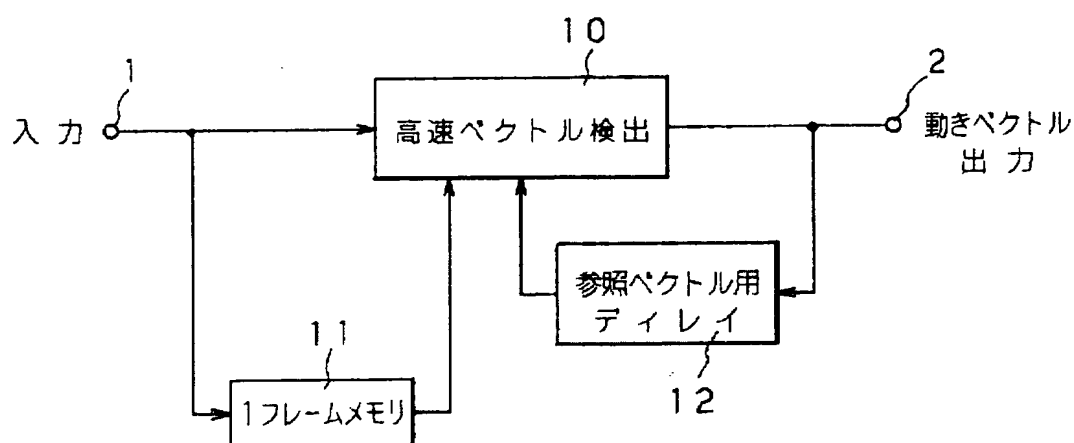 10
1
2
入力
高速ベクトル検出
動きベクトル
出力
参照ベクトル用
ディレイ
11
12
1フレームメモリ